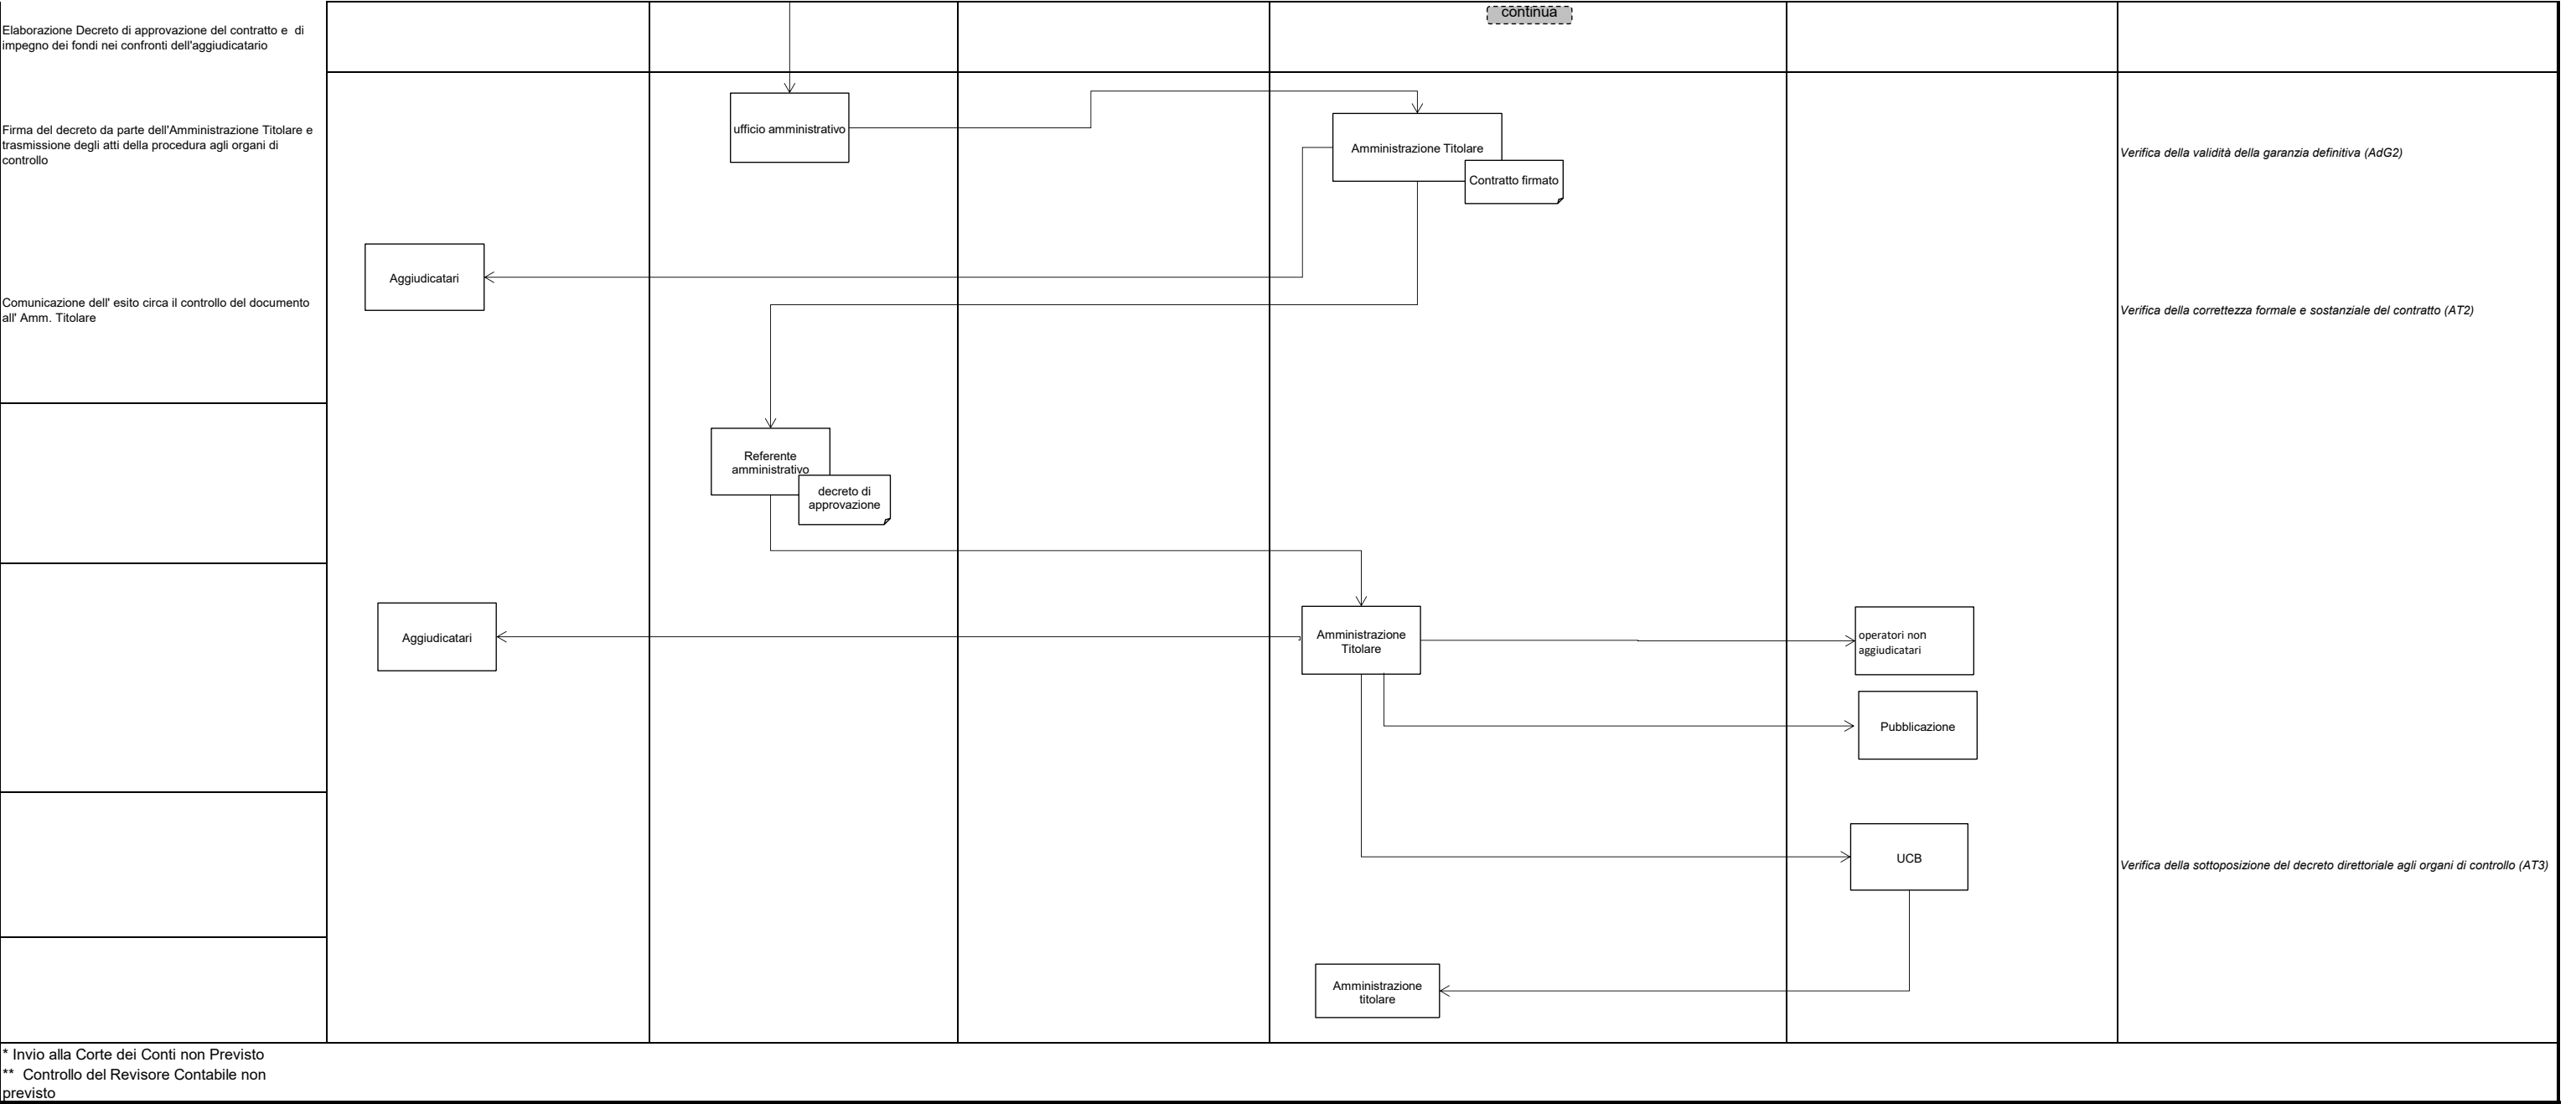 continua
Elaborazione Decreto di approvazione del contratto e  di
impegno dei fondi nei confronti dell'aggiudicatario
ufficio amministrativo
Firma del decreto da parte dell'Amministrazione Titolare e
trasmissione degli atti della procedura agli organi di
controllo
Amministrazione Titolare
Verifica della validità della garanzia definitiva (AdG2)
Contratto firmato
Aggiudicatari
Comunicazione dell' esito circa il controllo del documento
all' Amm. Titolare
Verifica della correttezza formale e sostanziale del contratto (AT2)
Referente
amministrativo
decreto di
approvazione
Aggiudicatari
Amministrazione
Titolare
operatori non
aggiudicatari
Pubblicazione
UCB
Verifica della sottoposizione del decreto direttoriale agli organi di controllo (AT3)
Amministrazione
titolare
* Invio alla Corte dei Conti non Previsto
**  Controllo del Revisore Contabile non
previsto